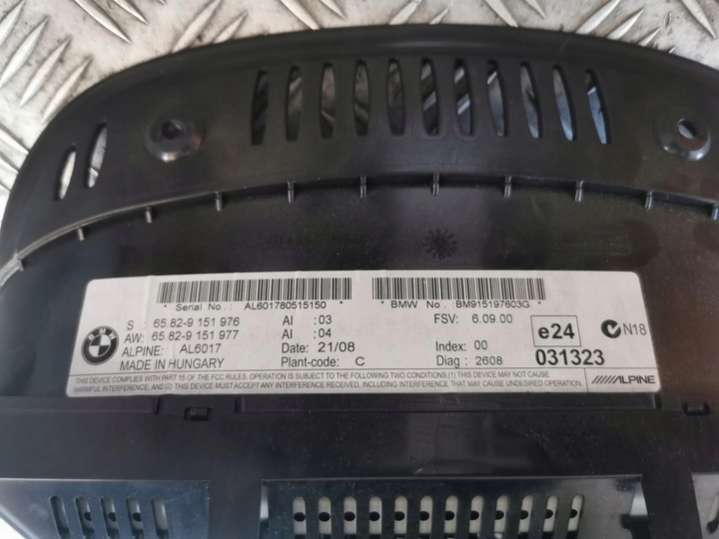 * Serial No.: AL601780515150 *
* BMW No.: BM915197603G *
S : 65.82-9 151 976 AI :03 FSV: 6.09.00
AW: 65.82-9 151 977 AI :04
ALPINE: AL6017 Date: 21/08 Index: 00
MADE IN HUNGARY Plant-code: C Diag: 2608
e24
031323
N18
ALPINE
BMW
THIS DEVICE COMPLIES WITH PART 15 OF THE FCC RULES. OPERATION IS SUBJECT TO THE FOLLOWING TWO CONDITIONS.(1) THIS DEVICE MAY NOT CAUSE
HARMFUL INTERFERENCE, AND (2) THIS DEVICE MUST ACCEPT ANY INTERFERENCE RECEIVED, INCLUDING INTERFERENCE THAT MAY CAUSE UNDESIRED OPERATION.